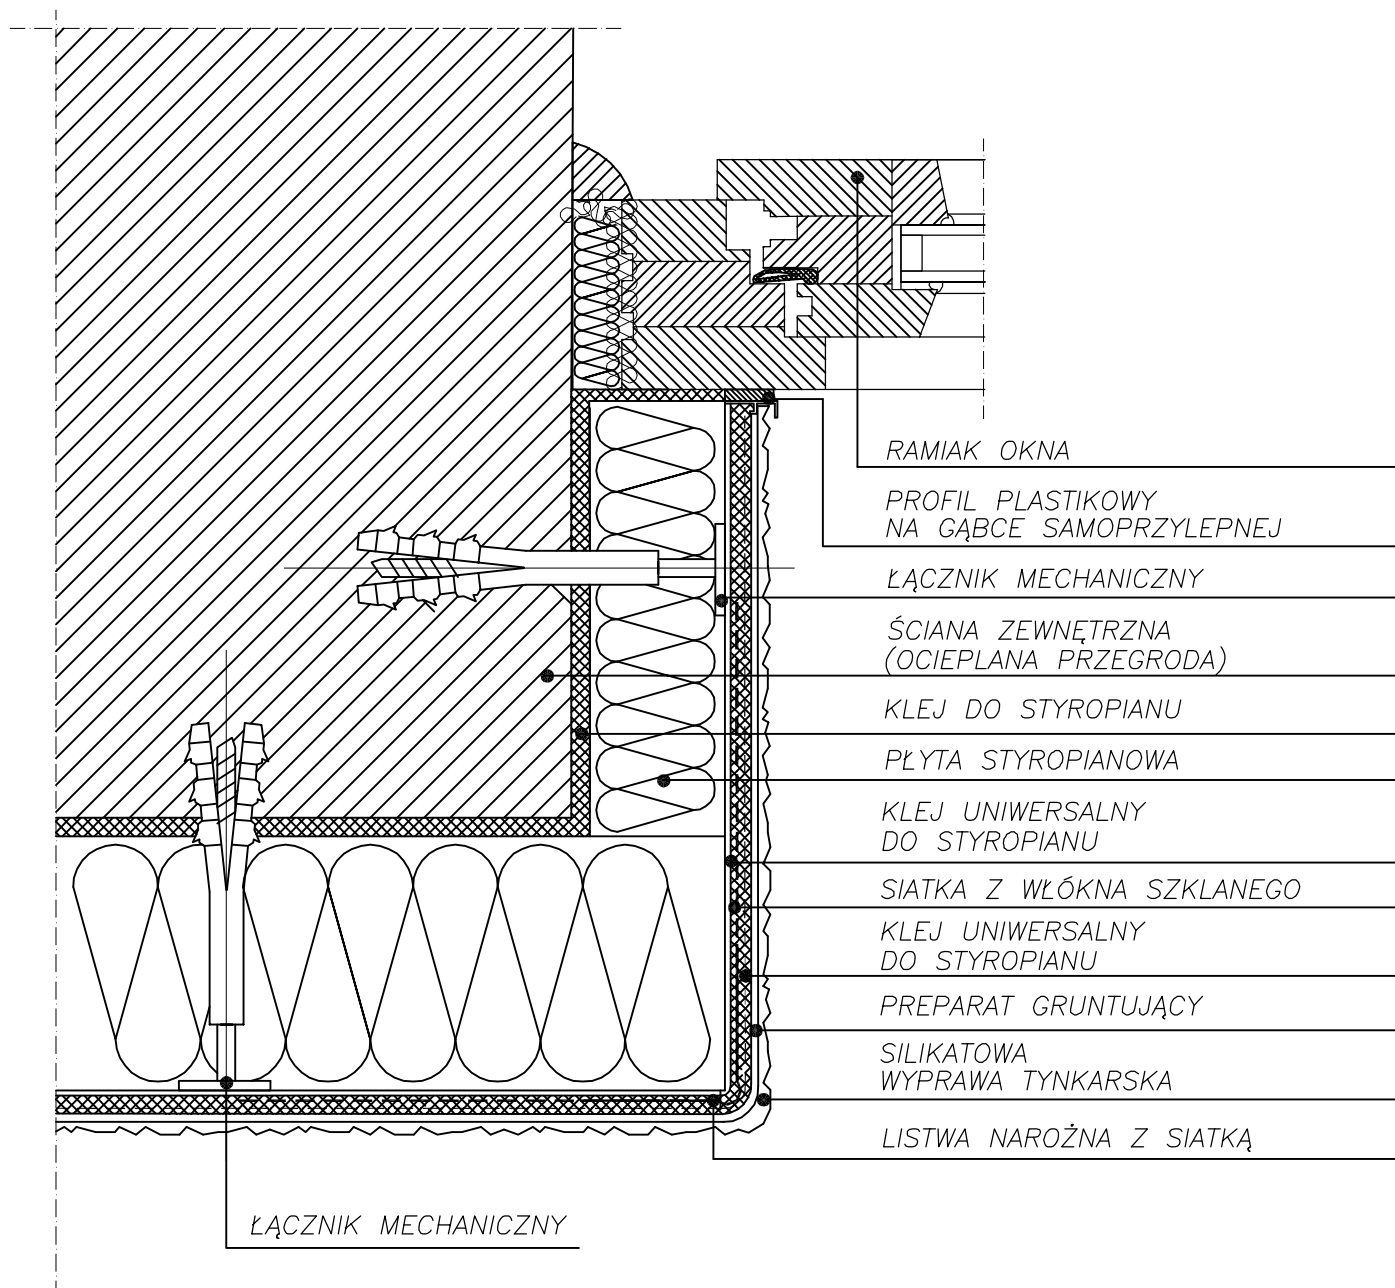 RAMIAK OKNA
PROFIL PLASTIKOWY
NA GĄBCE SAMOPRZYLEPNEJ
ŁĄCZNIK MECHANICZNY
ŚCIANA ZEWNĘTRZNA
(OCIEPLANA PRZEGRODA)
KLEJ DO STYROPIANU
PŁYTA STYROPIANOWA
KLEJ UNIWERSALNY
DO STYROPIANU
SIATKA Z WŁÓKNA SZKLANEGO
KLEJ UNIWERSALNY
DO STYROPIANU
PREPARAT GRUNTUJĄCY
SILIKATOWA
WYPRAWA TYNKARSKA
LISTWA NAROŻNA Z SIATKĄ
ŁĄCZNIK MECHANICZNY